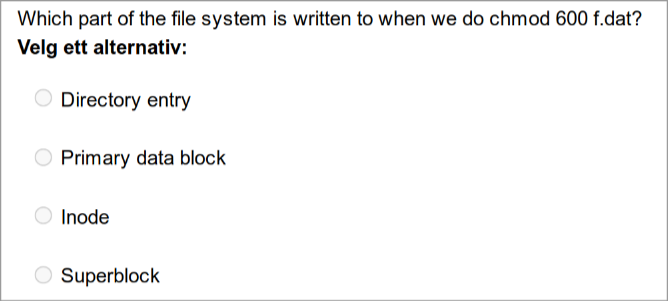 Which part of the file system is written to when we do chmod 600 f.dat?
Velg ett alternativ:
Directory entry
Primary data block
Inode
Superblock